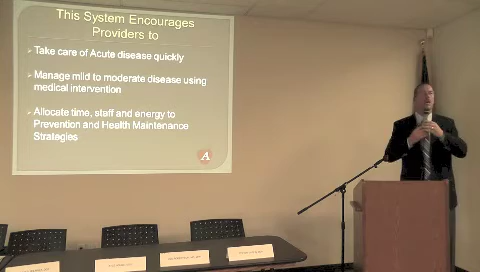 This System Encourages
Providers to
Take care of Acute disease quickly
Manage mild to moderate disease using
medical intervention
Allocate time, staff and energy to
Prevention and Health Maintenance
Strategies
A